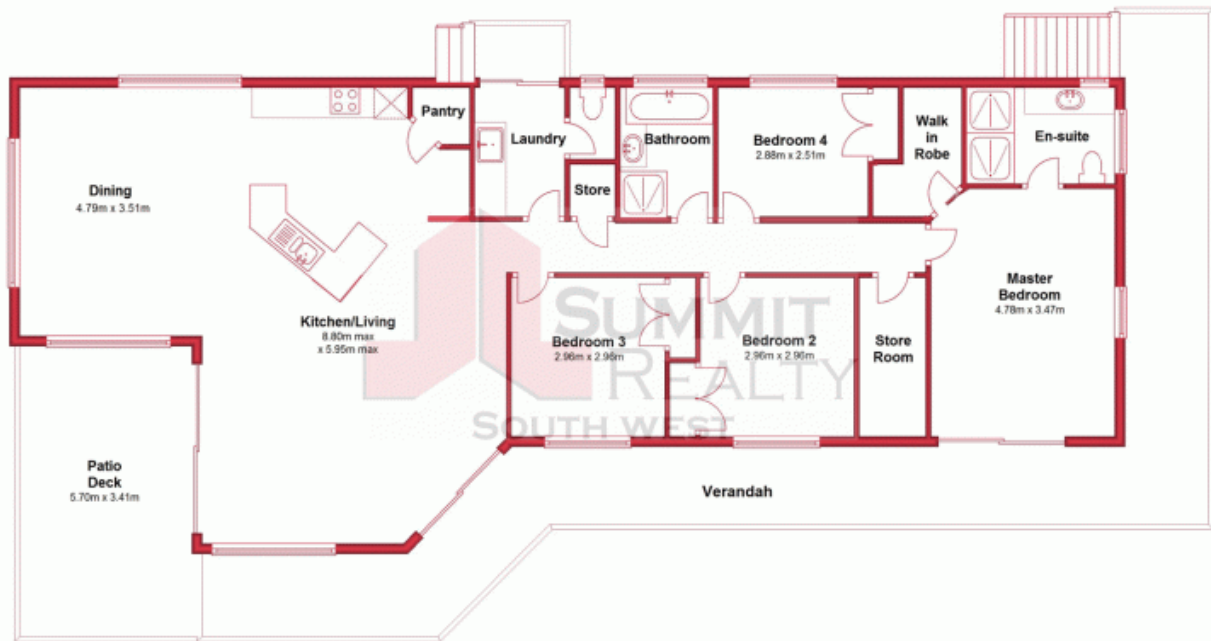 Pantry
Laundry
Bathroom
Bedroom 4
2.88m x 2.51m
Walk
in
Robe
En-suite
Dining
4.79m x 3.51m
Store
Kitchen/Living
8.80m max
x 5.95m max
Bedroom 3
2.96m x 2.96m
Bedroom 2
2.96m x 2.96m
Store
Room
Master
Bedroom
4.78m x 3.47m
SUMMIT
REALTY
SOUTH WEST
Patio
Deck
5.70m x 3.41m
Verandah